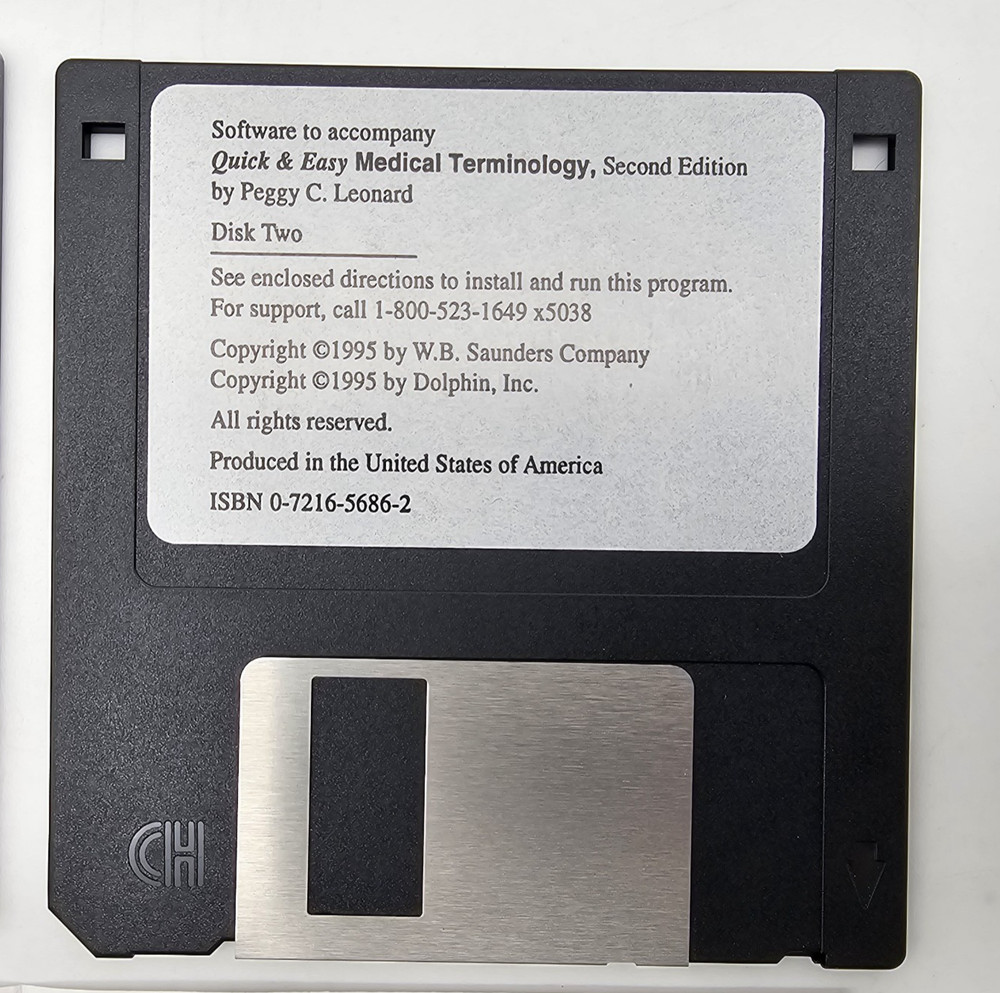 Software to accompany
Quick & Easy Medical Terminology, Second Edition
by Peggy C. Leonard
Disk Two
See enclosed directions to install and run this program.
For support, call 1-800-523-1649 x5038
Copyright ©1995 by W.B. Saunders Company
Copyright ©1995 by Dolphin, Inc.
All rights reserved.
Produced in the United States of America
ISBN 0-7216-5686-2
CH